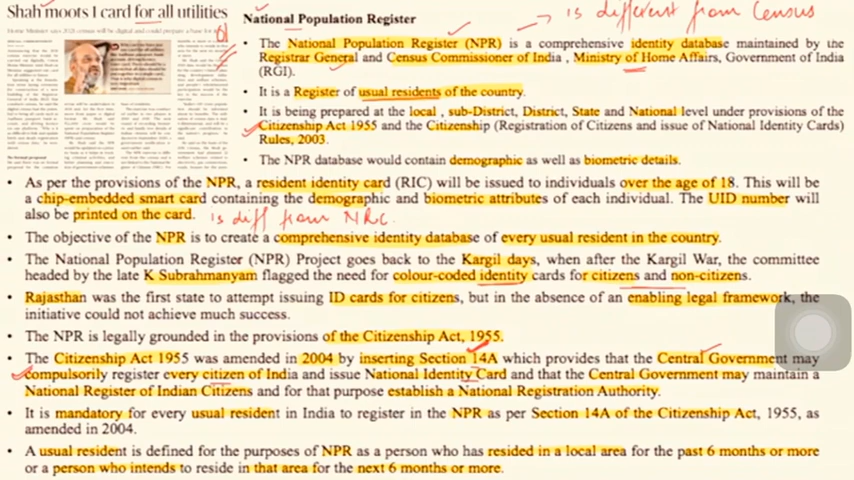 Shah moots 1 card for all utilities
Home Minister says 2021 census will be digital and could prepare a base for
National Population Register
→ is different from Census
• The National Population Register (NPR) is a comprehensive identity database maintained by the
Registrar General and Census Commissioner of India , Ministry of Home Affairs, Government of India
(RGI).
• It is a Register of usual residents of the country.
• It is being prepared at the local , sub-District, District, State and National level under provisions of the
Citizenship Act 1955 and the Citizenship (Registration of Citizens and issue of National Identity Cards)
Rules, 2003.
• The NPR database would contain demographic as well as biometric details.
• As per the provisions of the NPR, a resident identity card (RIC) will be issued to individuals over the age of 18. This will be
a chip-embedded smart card containing the demographic and biometric attributes of each individual. The UID number will
also be printed on the card. is diff from NRC.
• The objective of the NPR is to create a comprehensive identity database of every usual resident in the country.
• The National Population Register (NPR) Project goes back to the Kargil days, when after the Kargil War, the committee
headed by the late K Subrahmanyam flagged the need for colour-coded identity cards for citizens and non-citizens.
• Rajasthan was the first state to attempt issuing ID cards for citizens, but in the absence of an enabling legal framework, the
initiative could not achieve much success.
• The NPR is legally grounded in the provisions of the Citizenship Act, 1955.
• The Citizenship Act 1955 was amended in 2004 by inserting Section 14A which provides that the Central Government may
compulsorily register every citizen of India and issue National Identity Card and that the Central Government may maintain a
National Register of Indian Citizens and for that purpose establish a National Registration Authority.
• It is mandatory for every usual resident in India to register in the NPR as per Section 14A of the Citizenship Act, 1955, as
amended in 2004.
• A usual resident is defined for the purposes of NPR as a person who has resided in a local area for the past 6 months or more
or a person who intends to reside in that area for the next 6 months or more.